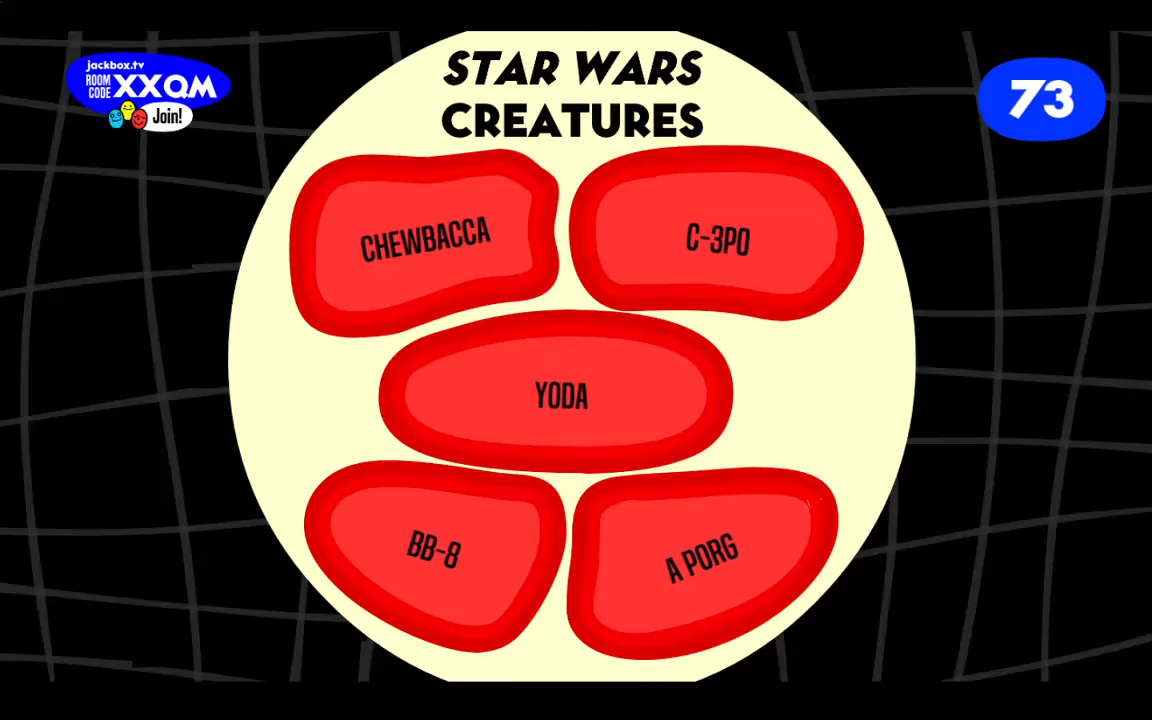 jackbox.tv
ROOM CODE XXQM
Join!
STAR WARS
CREATURES
73
CHEWBACCA
C-3PO
YODA
BB-8
A PORG